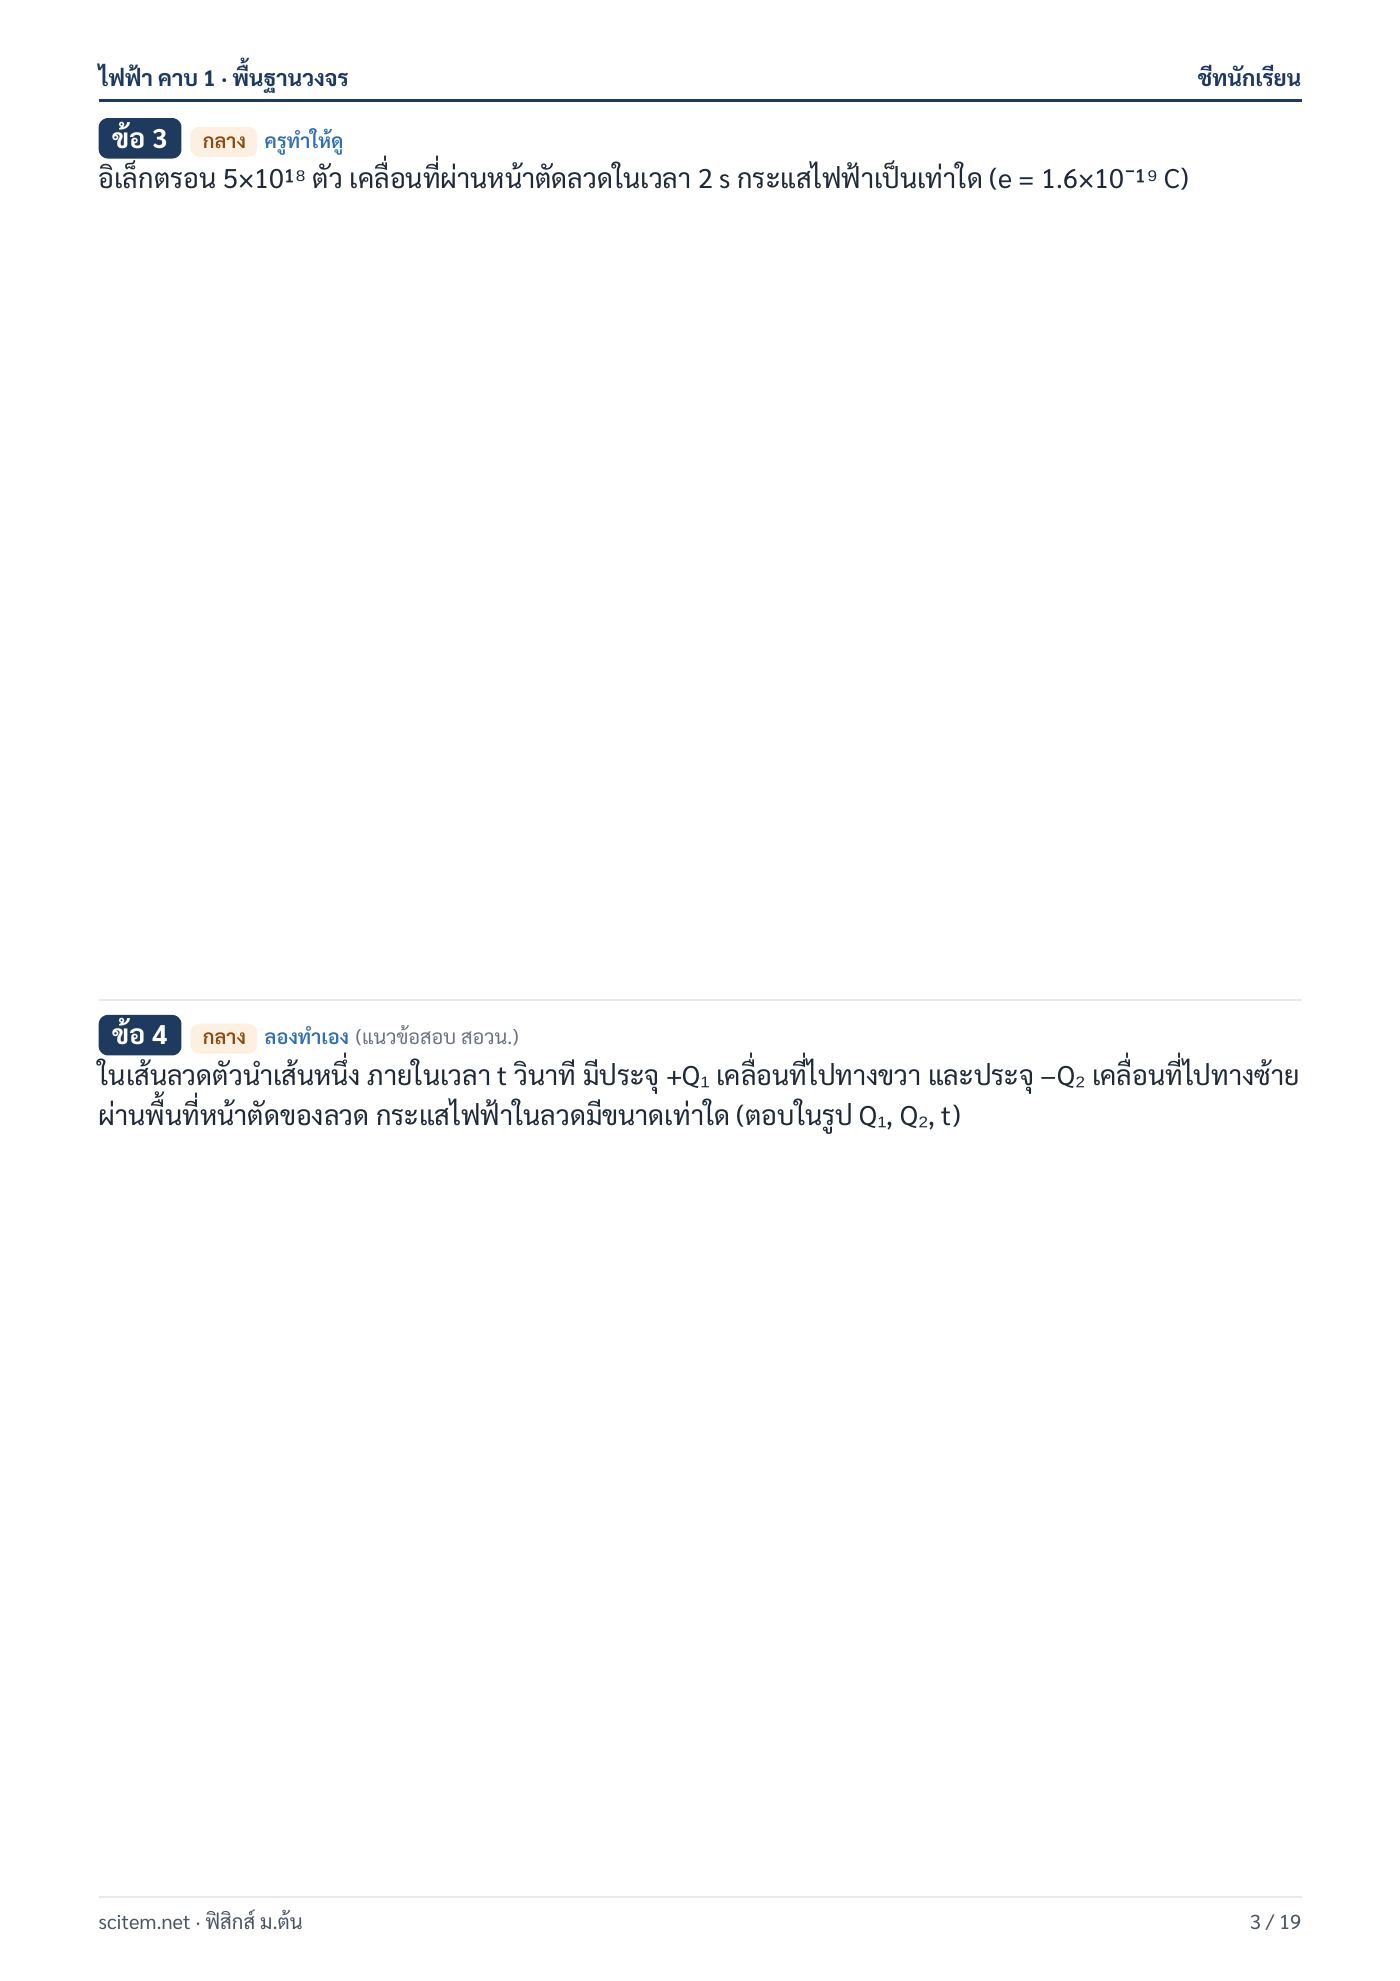 ไฟฟ้า คาบ 1 · พื้นฐานวงจร
ชีทนักเรียน
ข้อ 3 กลาง ครูทำให้ดู
อิเล็กตรอน 5×10¹⁸ ตัว เคลื่อนที่ผ่านหน้าตัดลวดในเวลา 2 s กระแสไฟฟ้าเป็นเท่าใด (e = 1.6×10⁻¹⁹ C)
ข้อ 4 กลาง ลองทำเอง (แนวข้อสอบ สอวน.)
ในเส้นลวดตัวนำเส้นหนึ่ง ภายในเวลา t วินาที มีประจุ +Q₁ เคลื่อนที่ไปทางขวา และประจุ −Q₂ เคลื่อนที่ไปทางซ้าย
ผ่านพื้นที่หน้าตัดของลวด กระแสไฟฟ้าในลวดมีขนาดเท่าใด (ตอบในรูป Q₁, Q₂, t)
scitem.net · ฟิสิกส์ ม.ต้น
3 / 19